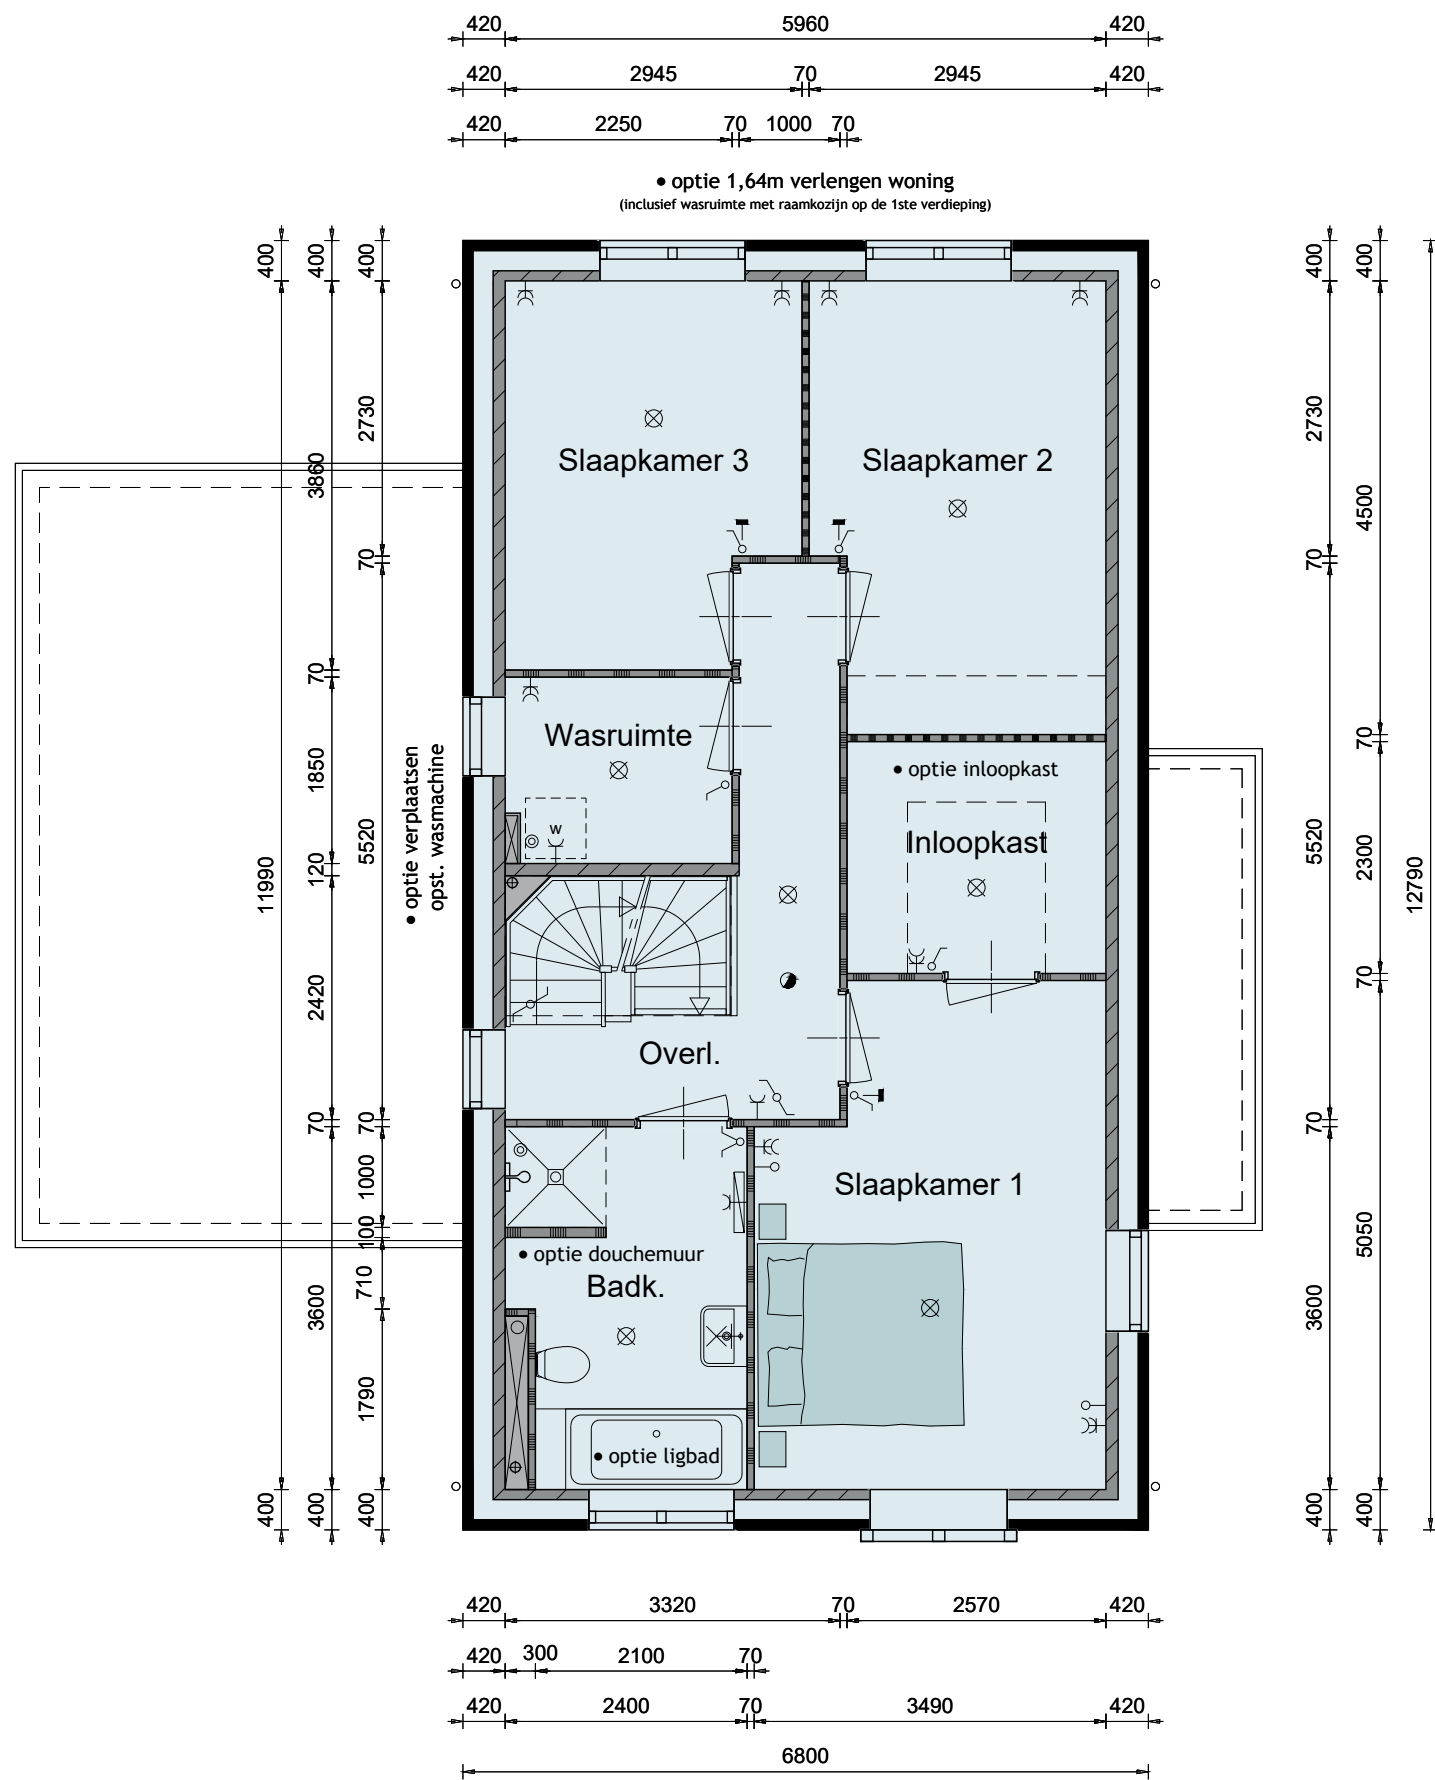 420 5960 420
420 2945 70 2945 420
420 2250 70 1000 70
• optie 1,64m verlengen woning
(inclusief wasruimte met raamkozijn op de 1ste verdieping)
400 400 400 400 400
2730 2730
Slaapkamer 3 Slaapkamer 2
3860 4500
70 70
70
Wasruimte 70
• optie inloopkast
1850
• optie verplaatsen
opst. wasmachine
w
5520 5520
Inloopkast
120 2300
11990 12790
70
2420
Overl.
70 70 70
1000
Slaapkamer 1
100
• optie douchemuur
Badk.
5050
710
3600 3600
1790
• optie ligbad
400 400 400 400 400
420 3320 70 2570 420
420 300 2100 70
420 2400 70 3490 420
6800